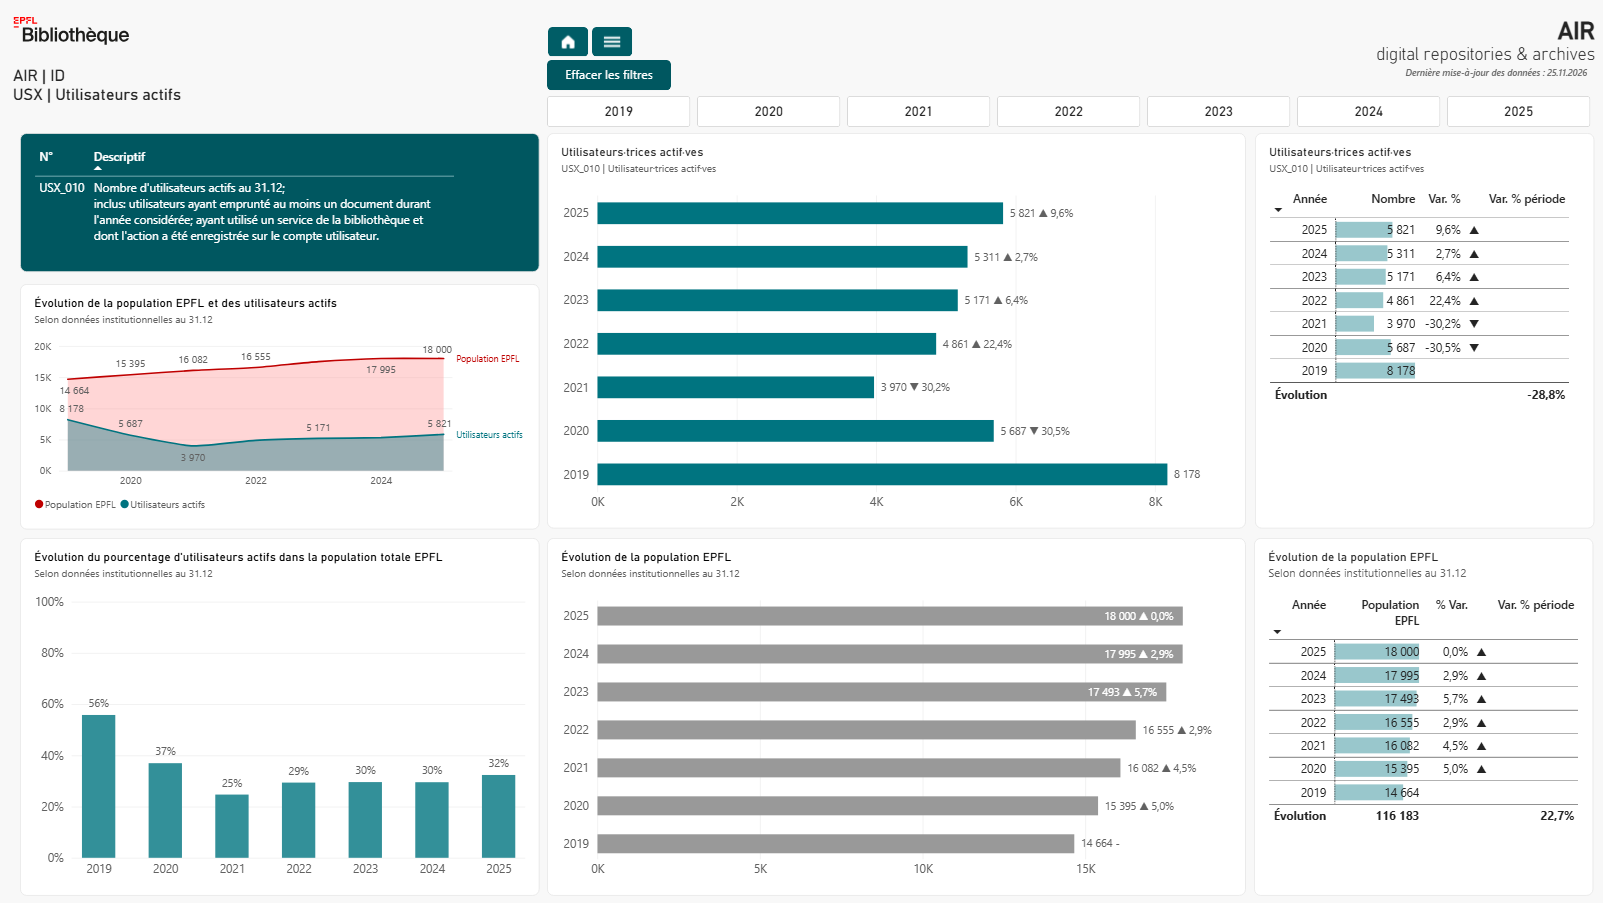 EPFL
Bibliothèque
AIR | ID
USX | Utilisateurs actifs
Effacer les filtres
AIR
digital repositories & archives
Dernière mise-à-jour des données : 25.11.2026
2019 2020 2021 2022 2023 2024 2025
N° Descriptif
USX_010 Nombre d'utilisateurs actifs au 31.12;
inclus: utilisateurs ayant emprunté au moins un document durant
l'année considérée; ayant utilisé un service de la bibliothèque et
dont l'action a été enregistrée sur le compte utilisateur.
Évolution de la population EPFL et des utilisateurs actifs
Selon données institutionnelles au 31.12
20K
15K
10K
5K
0K
14 664
15 395
16 082
16 555
17 995
18 000
Population EPFL
8 178
5 687
3 970
5 171
5 821
Utilisateurs actifs
2020 2022 2024
Population EPFL Utilisateurs actifs
Utilisateurs·trices actif·ves
USX_010 | Utilisateur·trices actif·ves
2025 5 821 ▲ 9,6%
2024 5 311 ▲ 2,7%
2023 5 171 ▲ 6,4%
2022 4 861 ▲ 22,4%
2021 3 970 ▼ 30,2%
2020 5 687 ▼ 30,5%
2019 8 178
0K 2K 4K 6K 8K
Utilisateurs·trices actif·ves
USX_010 | Utilisateur·trices actif·ves
Année Nombre Var. % Var. % période
2025 5 821 9,6% ▲
2024 5 311 2,7% ▲
2023 5 171 6,4% ▲
2022 4 861 22,4% ▲
2021 3 970 -30,2% ▼
2020 5 687 -30,5% ▼
2019 8 178
Évolution -28,8%
Évolution du pourcentage d'utilisateurs actifs dans la population totale EPFL
Selon données institutionnelles au 31.12
100%
80%
60%
40%
20%
0%
56%
37%
25%
29%
30%
30%
32%
2019 2020 2021 2022 2023 2024 2025
Évolution de la population EPFL
Selon données institutionnelles au 31.12
2025 18 000 ▲ 0,0%
2024 17 995 ▲ 2,9%
2023 17 493 ▲ 5,7%
2022 16 555 ▲ 2,9%
2021 16 082 ▲ 4,5%
2020 15 395 ▲ 5,0%
2019 14 664 -
0K 5K 10K 15K
Évolution de la population EPFL
Selon données institutionnelles au 31.12
Année Population % Var. Var. % période
EPFL
2025 18 000 0,0% ▲
2024 17 995 2,9% ▲
2023 17 493 5,7% ▲
2022 16 555 2,9% ▲
2021 16 082 4,5% ▲
2020 15 395 5,0% ▲
2019 14 664
Évolution 116 183 22,7%